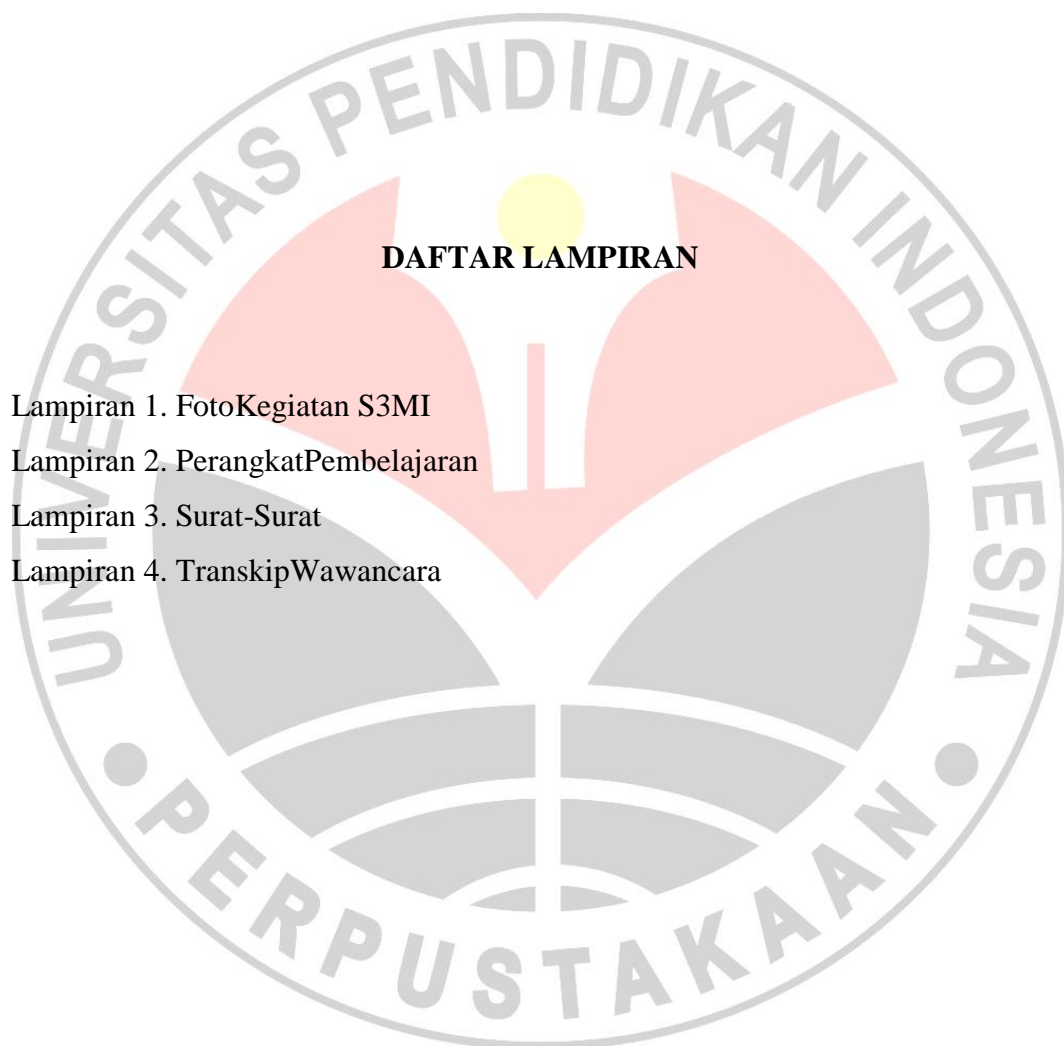 UNIVERSITAS PENDIDIKAN INDONESIA
DAFTAR LAMPIRAN
Lampiran 1. FotoKegiatan S3MI
Lampiran 2. PerangkatPembelajaran
Lampiran 3. Surat-Surat
Lampiran 4. TranskipWawancara
PERPUSTAKAAN